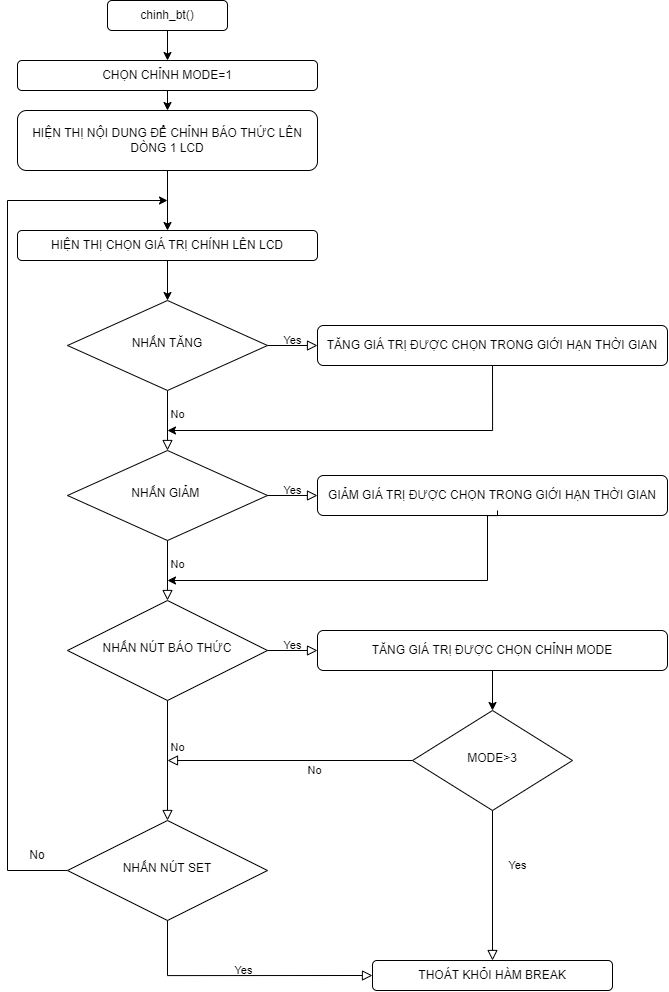 chinh_bt()
CHỌN CHỈNH MODE=1
HIỆN THỊ NỘI DUNG ĐỂ CHỈNH BÁO THỨC LÊN
DÒNG 1 LCD
HIỆN THỊ CHỌN GIÁ TRỊ CHỈNH LÊN LCD
NHẤN TĂNG
Yes
TĂNG GIÁ TRỊ ĐƯỢC CHỌN TRONG GIỚI HẠN THỜI GIAN
No
NHẤN GIẢM
Yes
GIẢM GIÁ TRỊ ĐƯỢC CHỌN TRONG GIỚI HẠN THỜI GIAN
No
NHẤN NÚT BÁO THỨC
Yes
TĂNG GIÁ TRỊ ĐƯỢC CHỌN CHỈNH MODE
No
MODE>3
No
No
NHẤN NÚT SET
Yes
Yes
THOÁT KHỎI HÀM BREAK